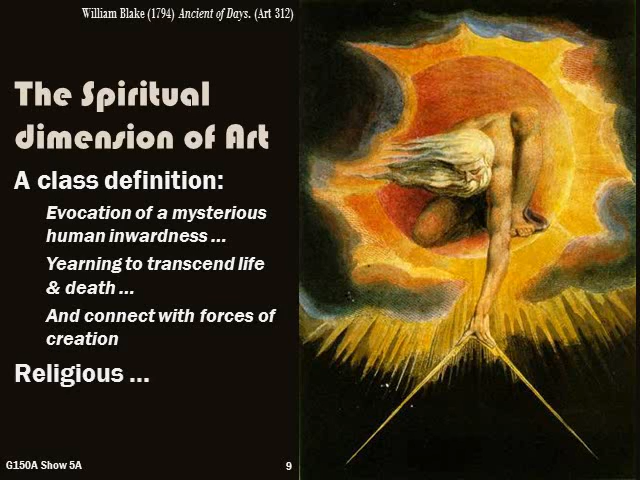 William Blake (1794) Ancient of Days. (Art 312)
The Spiritual
dimension of Art
A class definition:
Evocation of a mysterious
human inwardness ...
Yearning to transcend life
& death ...
And connect with forces of
creation
Religious ...
G150A Show 5A
9